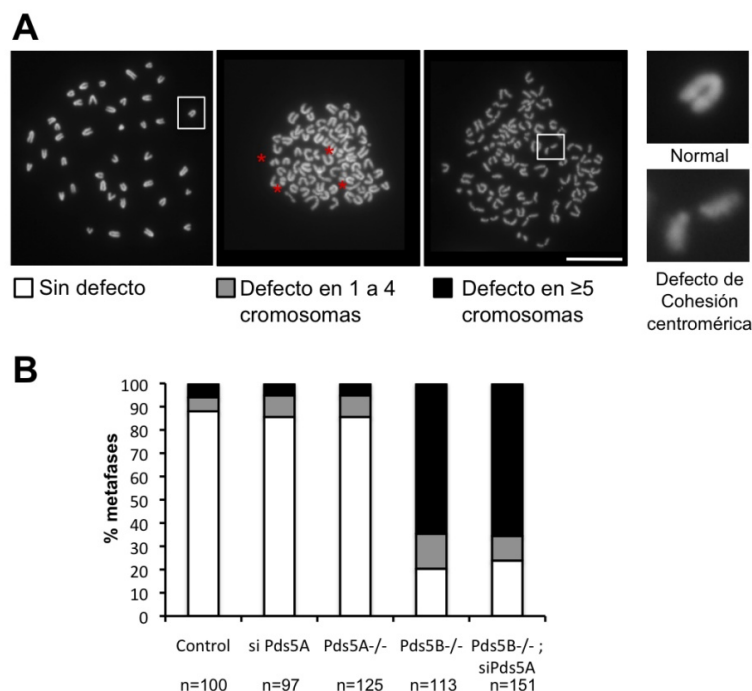 A
*
*
*
*
Normal
Sin defecto
Defecto en 1 a 4
cromosomas
Defecto en ≥5
cromosomas
Defecto de
Cohesión
centromérica
B
% metafases
100
90
80
70
60
50
40
30
20
10
0
Control
si Pds5A
Pds5A-/-
Pds5B-/-
Pds5B-/- ;
siPds5A
n=100
n=97
n=125
n=113
n=151